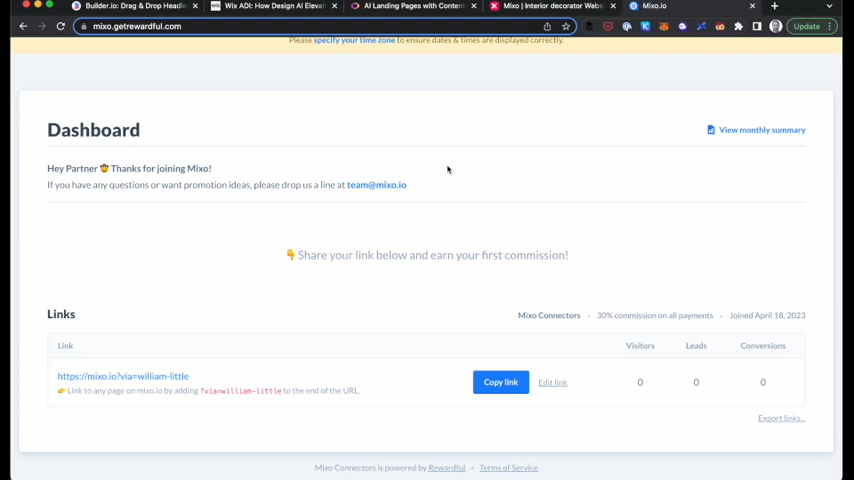 Builder.io: Drag & Drop Headle
Wix ADI: How Design AI Elevat
AI Landing Pages with Content
Mixo | Interior decorator Webs
Mixo.io
mixo.getrewardful.com
Update
Please specify your time zone to ensure dates & times are displayed correctly.
Dashboard
View monthly summary
Hey Partner 🤠 Thanks for joining Mixo!
If you have any questions or want promotion ideas, please drop us a line at team@mixo.io
👇 Share your link below and earn your first commission!
Links
Mixo Connectors · 30% commission on all payments · Joined April 18, 2023
Link Visitors Leads Conversions
https://mixo.io?via=william-little
Copy link Edit link 0 0 0
👉 Link to any page on mixo.io by adding ?via=william-little to the end of the URL.
Export links...
Mixo Connectors is powered by Rewardful • Terms of Service